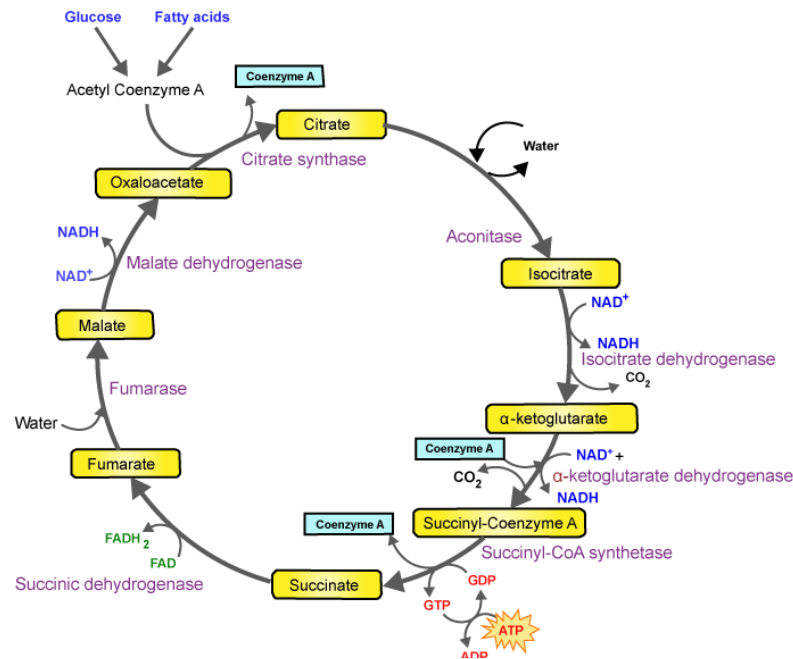 Glucose
Fatty acids
Acetyl Coenzyme A
Coenzyme A
Citrate
Citrate synthase
Water
Oxaloacetate
Aconitase
NADH
Malate dehydrogenase
NAD+
Isocitrate
NAD+
Malate
NADH
Isocitrate dehydrogenase
CO2
Fumarase
Water
α-ketoglutarate
Coenzyme A
NAD+ +
Fumarate
CO2
α-ketoglutarate dehydrogenase
NADH
Coenzyme A
Succinyl-Coenzyme A
FADH2
Succinyl-CoA synthetase
FAD
Succinic dehydrogenase
Succinate
GDP
GTP
ATP
ADP